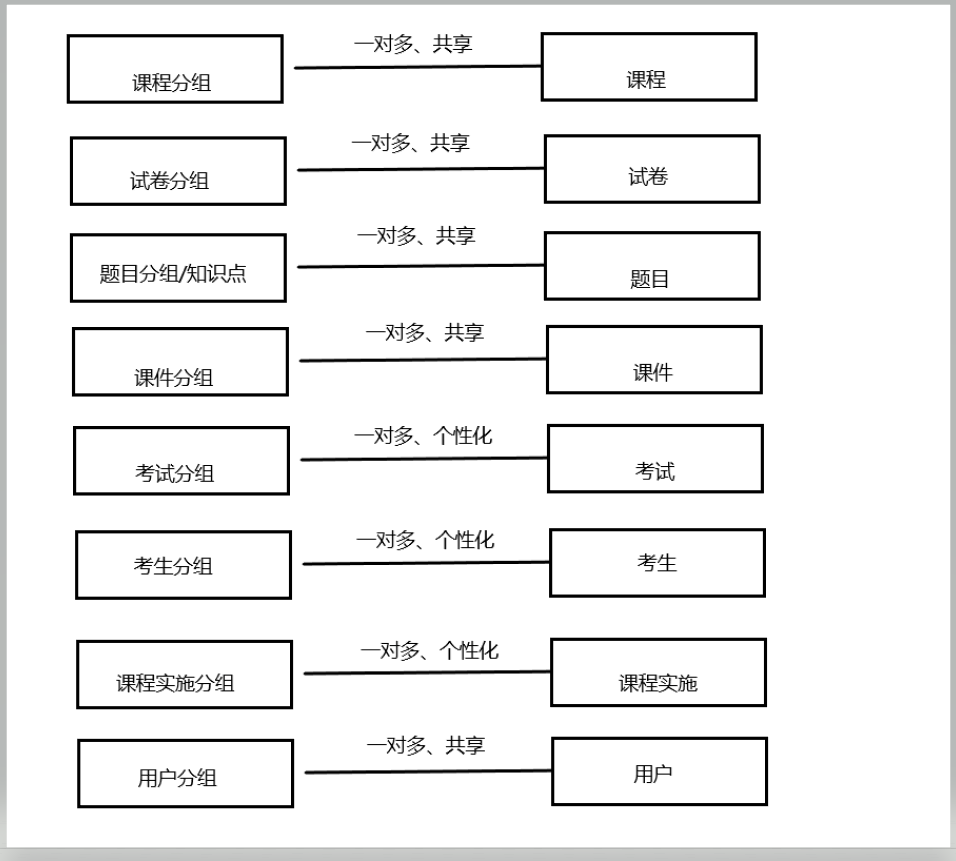 一对多、共享
课程分组
课程
一对多、共享
试卷分组
试卷
一对多、共享
题目分组/知识点
题目
一对多、共享
课件分组
课件
一对多、个性化
考试分组
考试
一对多、个性化
考生分组
考生
一对多、个性化
课程实施分组
课程实施
一对多、共享
用户分组
用户